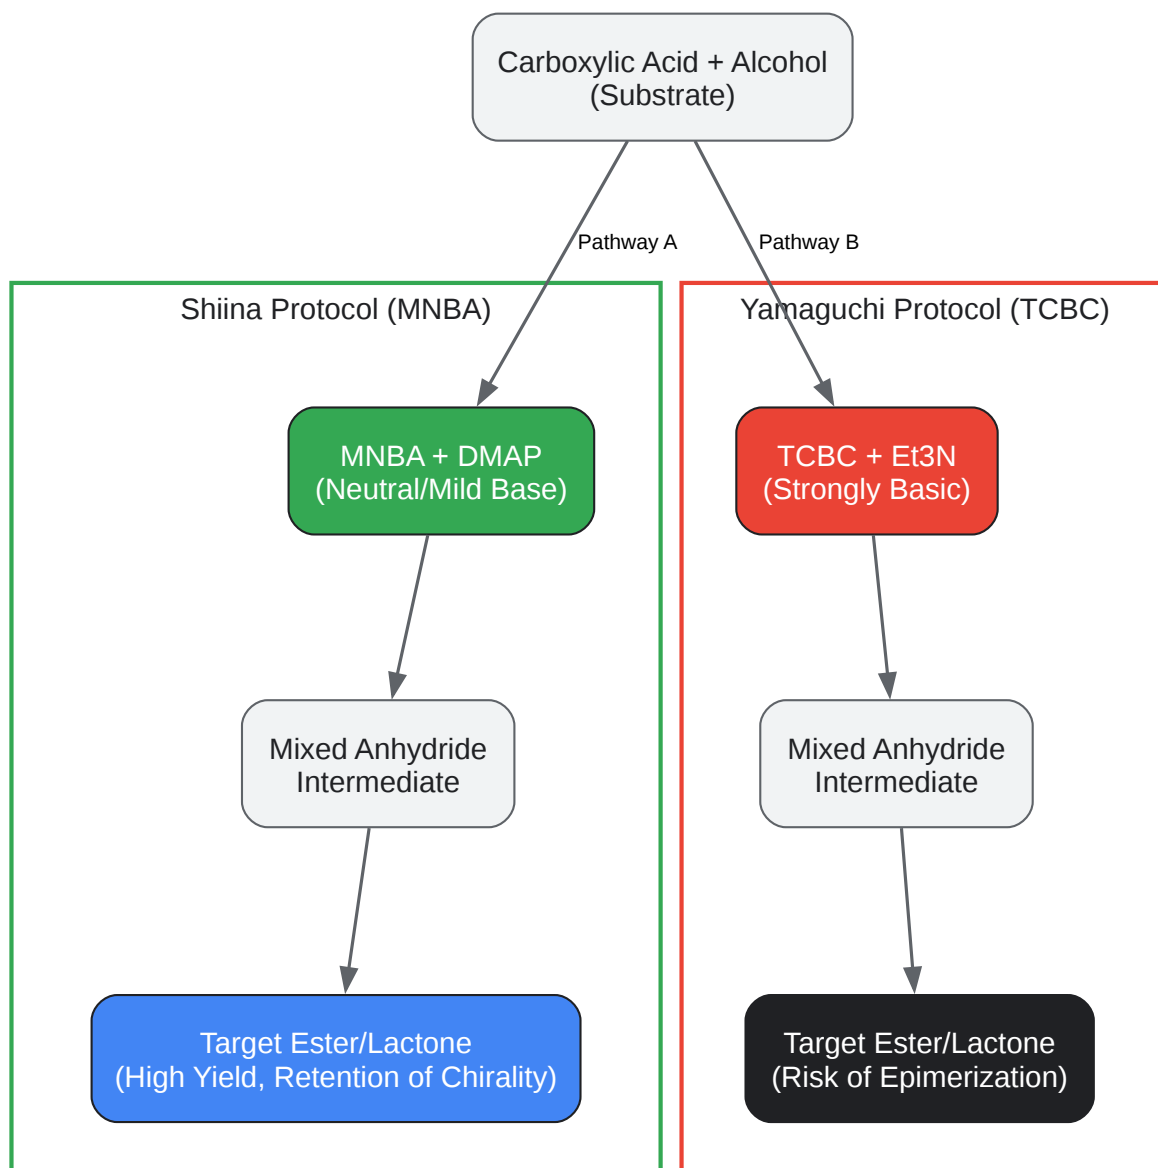 Carboxylic Acid + Alcohol
(Substrate)
Pathway A
Pathway B
Shiina Protocol (MNBA)
Yamaguchi Protocol (TCBC)
MNBA + DMAP
(Neutral/Mild Base)
TCBC + Et3N
(Strongly Basic)
Mixed Anhydride
Intermediate
Mixed Anhydride
Intermediate
Target Ester/Lactone
(High Yield, Retention of Chirality)
Target Ester/Lactone
(Risk of Epimerization)